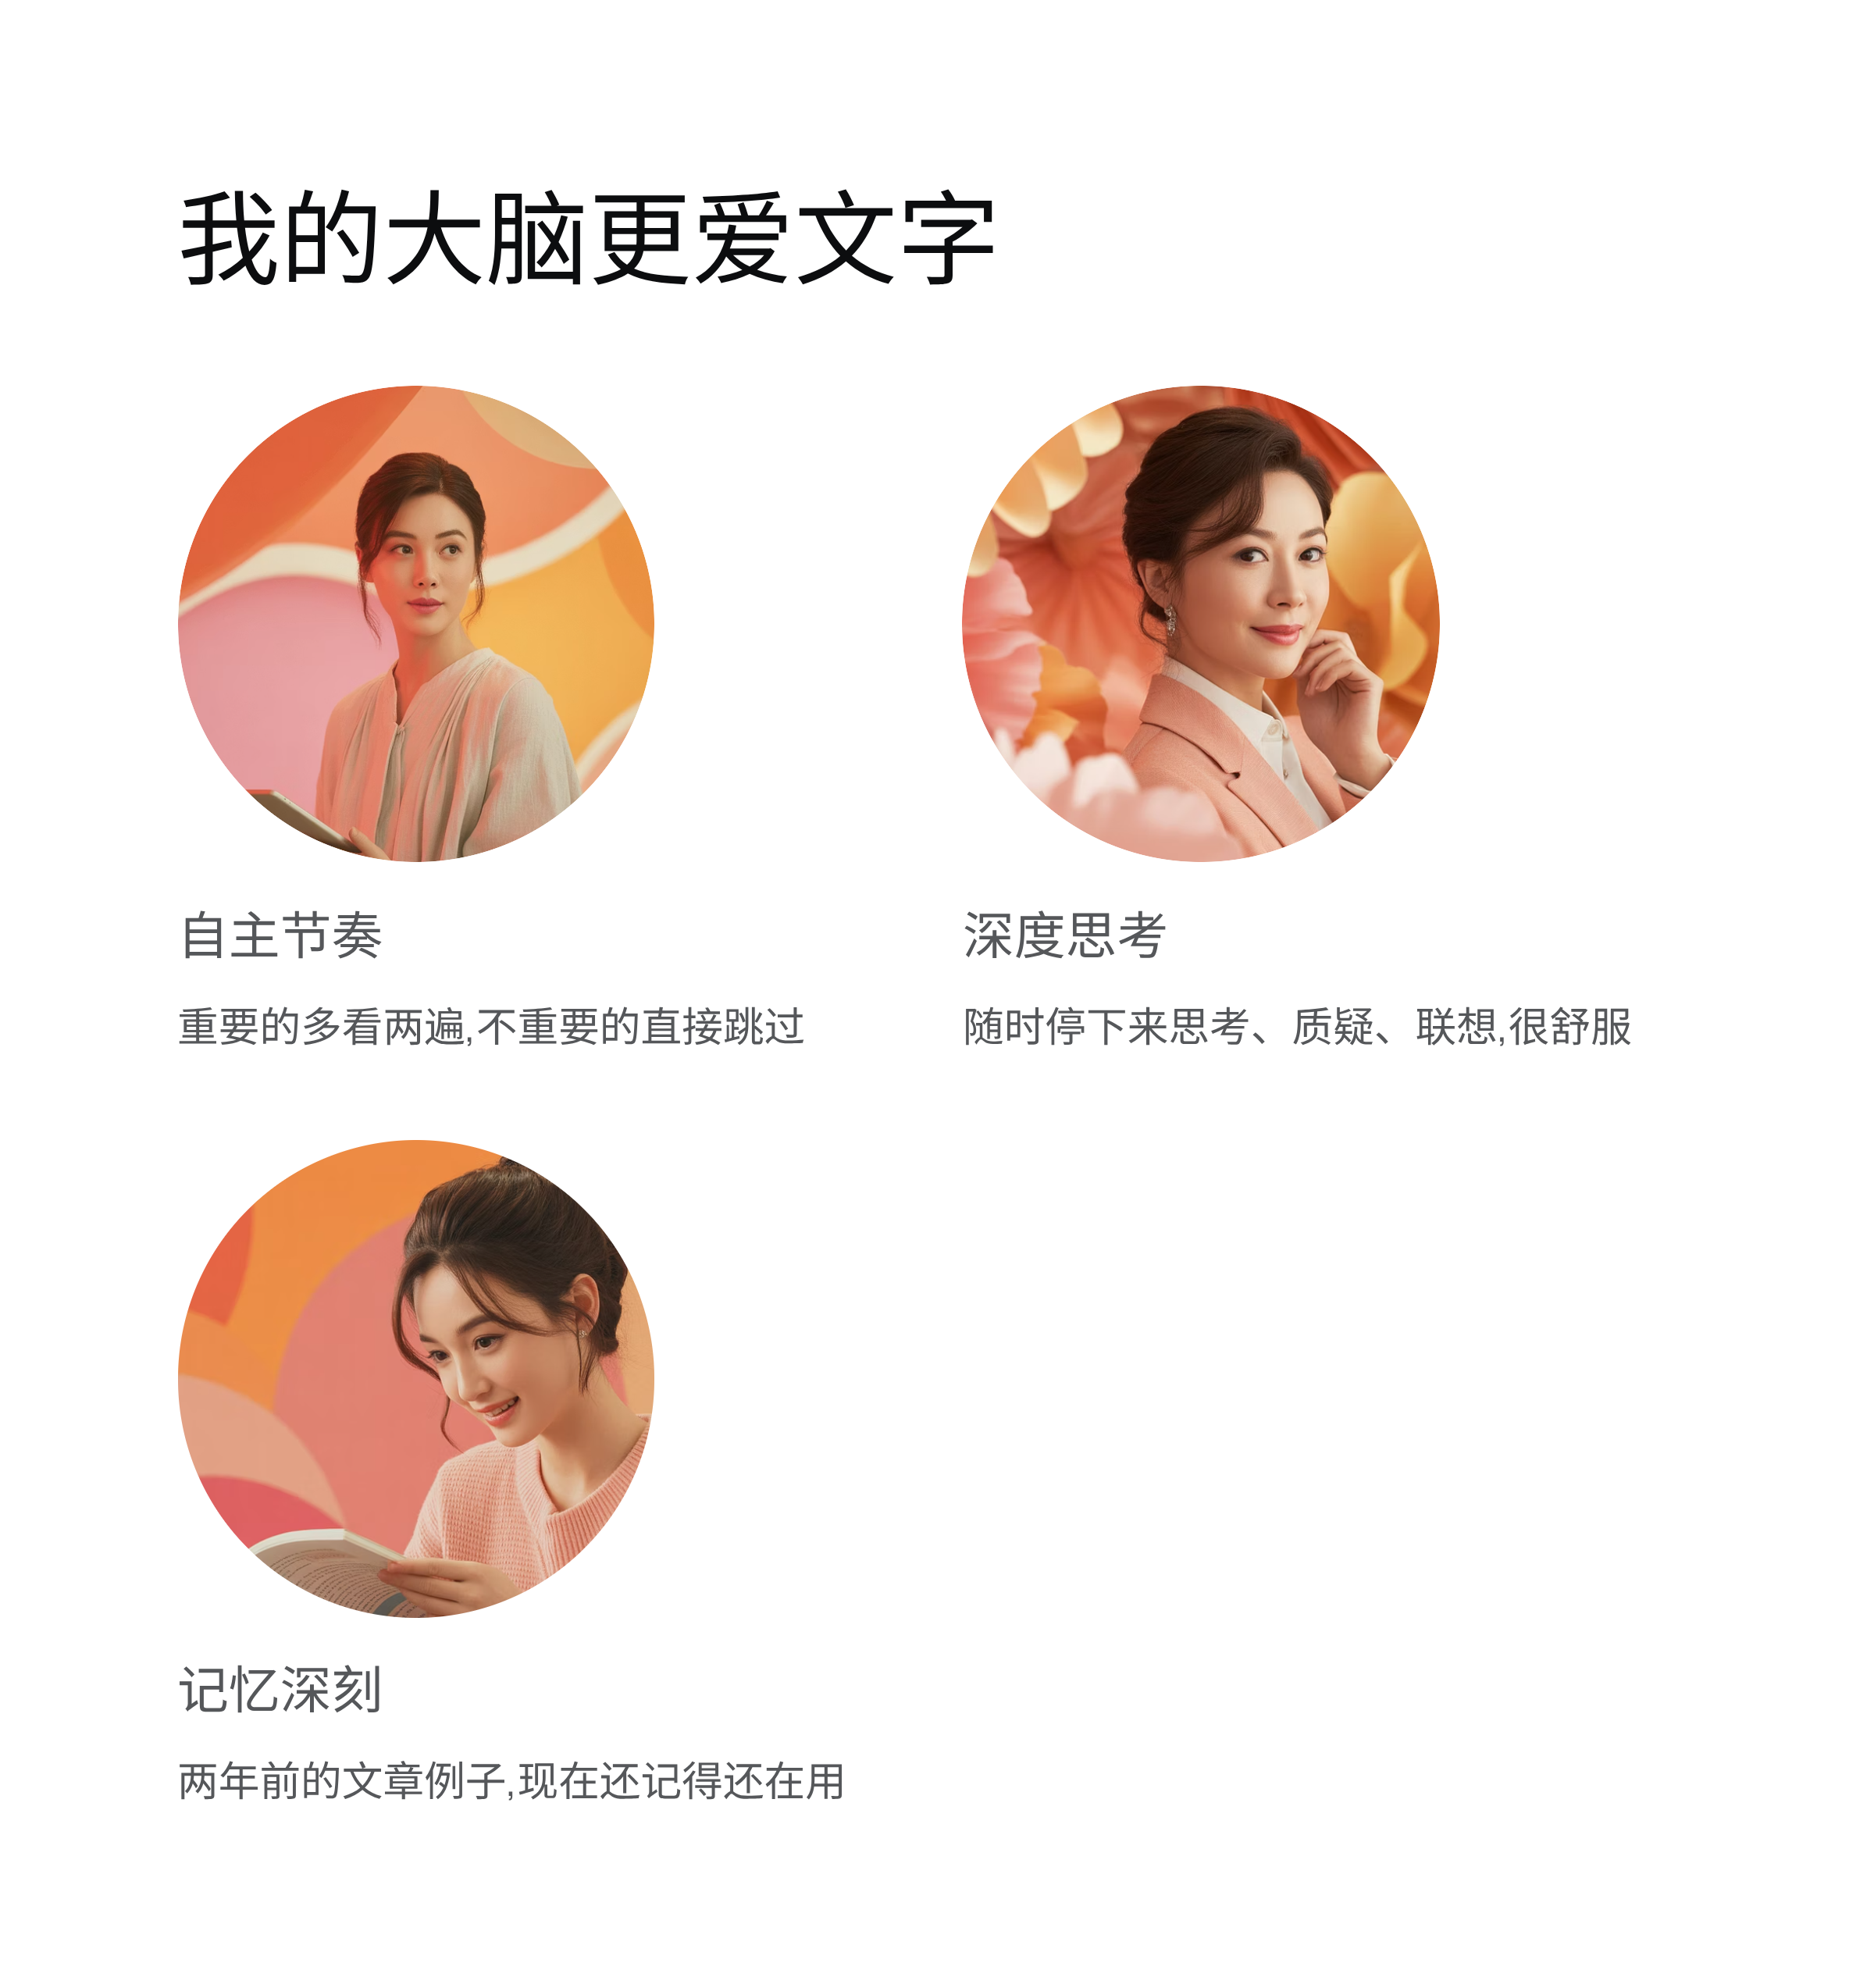 我的大脑更爱文字
自主节奏
重要的多看两遍,不重要的直接跳过
深度思考
随时停下来思考、质疑、联想,很舒服
记忆深刻
两年前的文章例子,现在还记得还在用